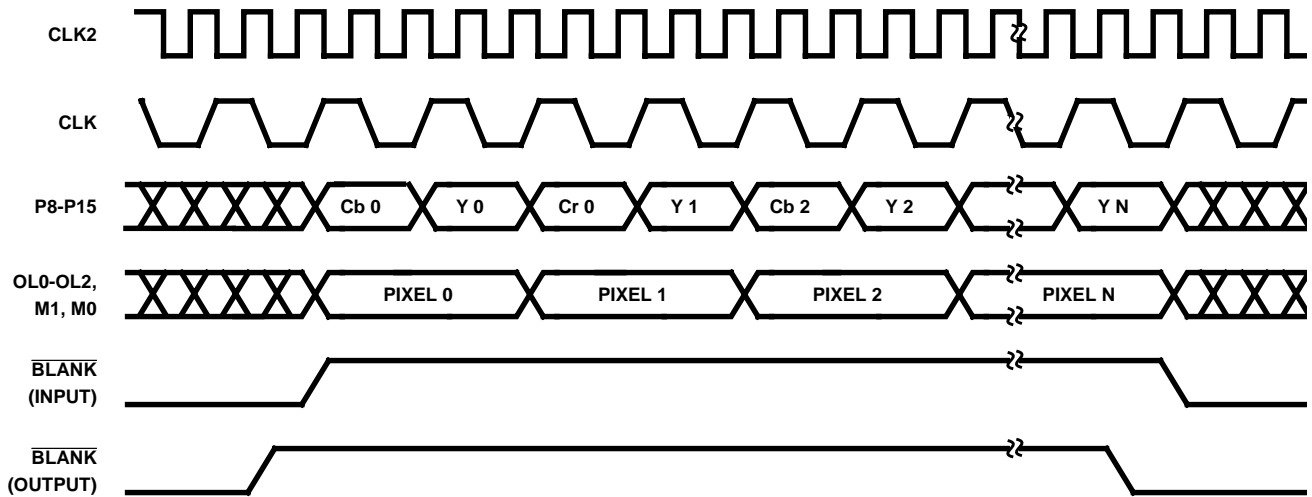 CLK2
CLK
P8-P15
Cb 0
Y 0
Cr 0
Y 1
Cb 2
Y 2
Y N
OL0-OL2,
M1, M0
PIXEL 0
PIXEL 1
PIXEL 2
PIXEL N
BLANK
(INPUT)
BLANK
(OUTPUT)